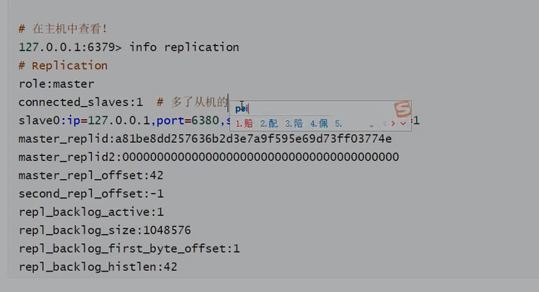 # 在主机中查看！
127.0.0.1:6379> info replication
# Replication
role:master
connected_slaves:1 # 多了从机的
pei
1.赔 2.配 3.陪 4.佩 5.
slave0:ip=127.0.0.1,port=6380,s
master_replid:a81be8dd257636b2d3e7a9f595e69d73ff03774e
master_replid2:0000000000000000000000000000000000000000
master_repl_offset:42
second_repl_offset:-1
repl_backlog_active:1
repl_backlog_size:1048576
repl_backlog_first_byte_offset:1
repl_backlog_histlen:42